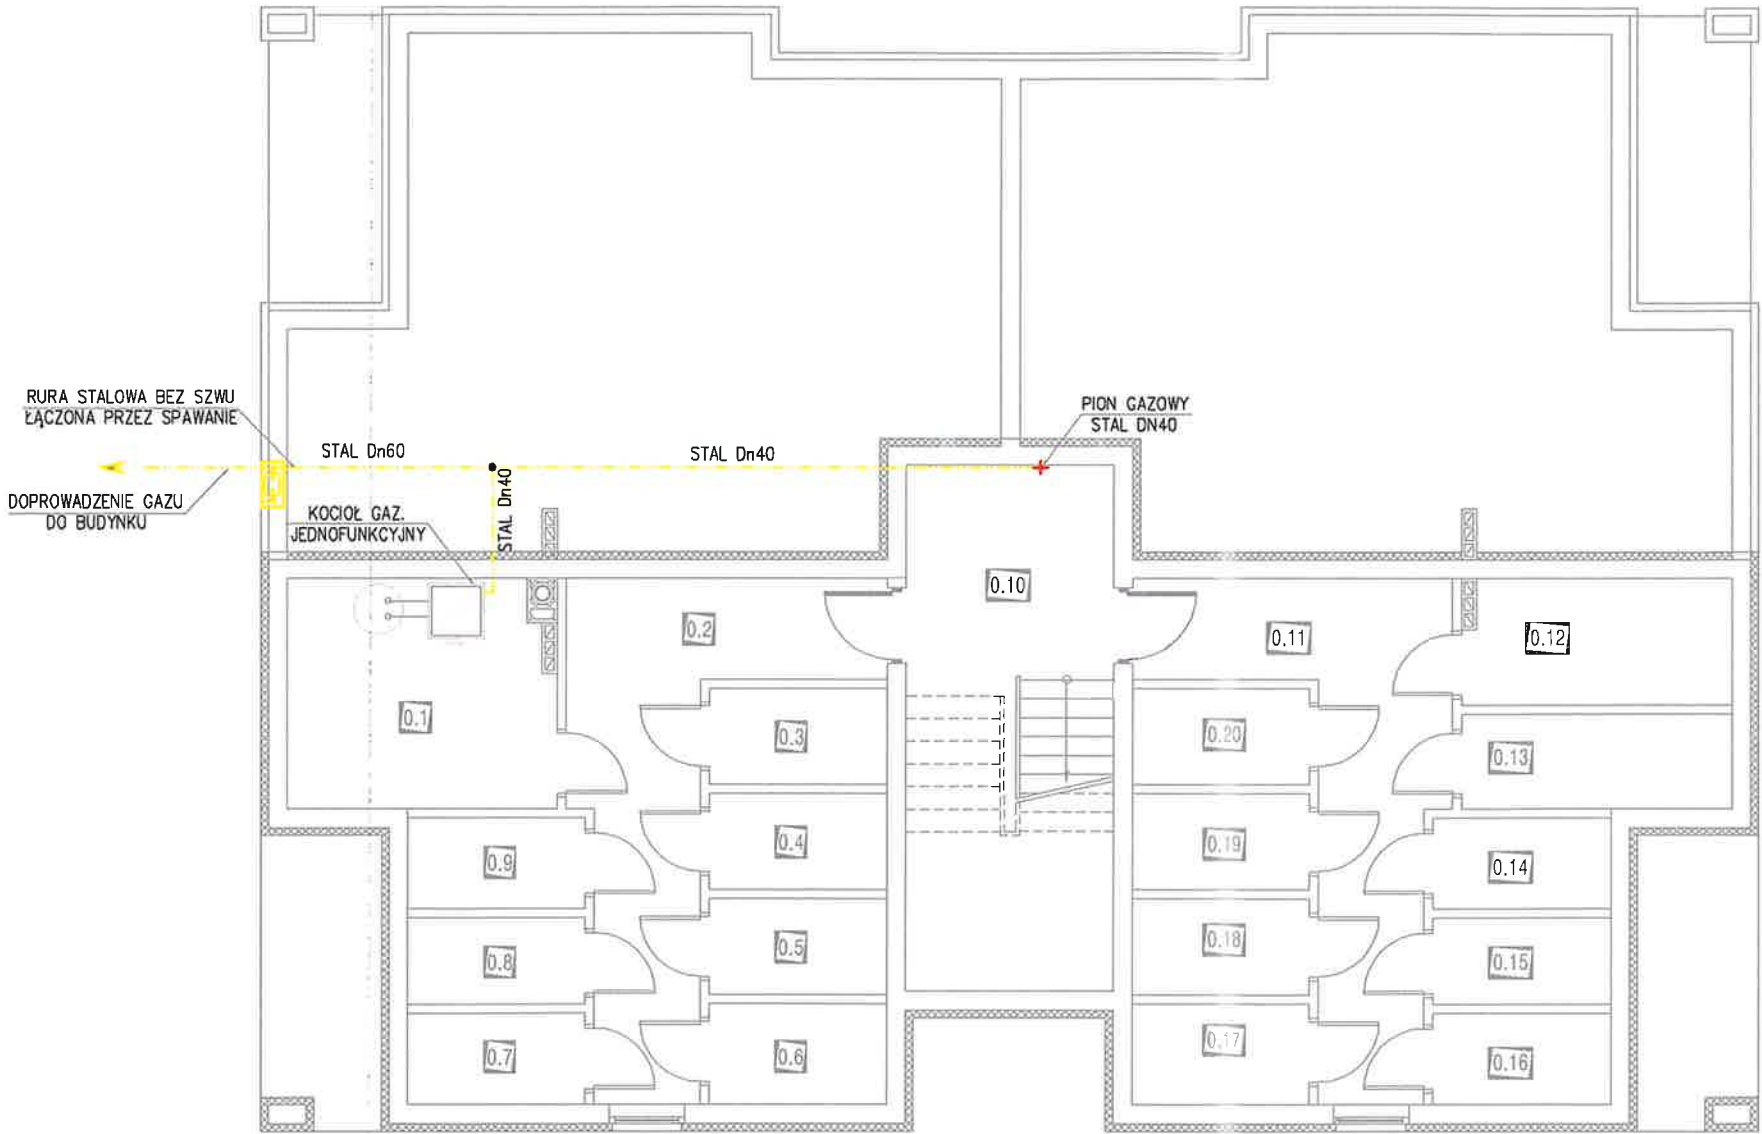 RURA STALOWA BEZ SZWU
ŁĄCZONA PRZEZ SPAWANIE
STAL Dn60
STAL Dn40
PION GAZOWY
STAL DN40
DOPROWADZENIE GAZU
DO BUDYNKU
KOCIOŁ GAZ.
JEDNOFUNKCYJNY
STAL Dn40
0.10
0.2
0.11
0.12
0.1
0.3
0.20
0.13
0.4
0.19
0.9
0.14
0.5
0.18
0.8
0.15
0.7
0.6
0.17
0.16